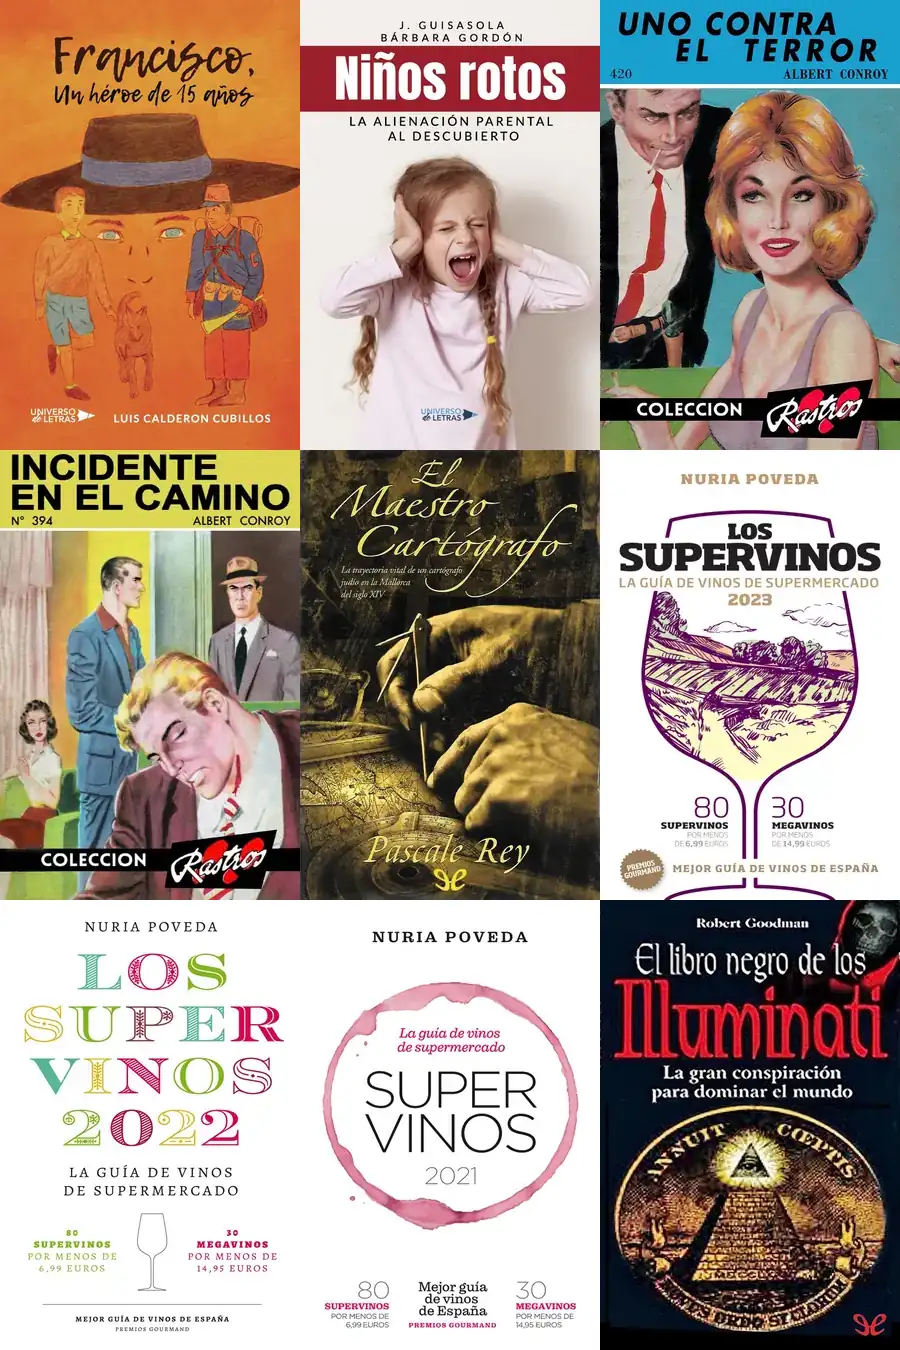 Francisco,
Un héroe de 15 años
UNIVERSO
de LETRAS
LUIS CALDERON CUBILLOS
J. GUISASOLA
BÁRBARA GORDÓN
Niños rotos
LA ALIENACIÓN PARENTAL
AL DESCUBIERTO
UNIVERSO
de LETRAS
UNO CONTRA
EL TERROR
420
ALBERT CONROY
COLECCION
Rastros
INCIDENTE
EN EL CAMINO
Nº 394
ALBERT CONROY
COLECCION
Rastros
El
Maestro
Cartógrafo
La trayectoria vital de un cartógrafo
judío en la Mallorca
del siglo XIV
Pascale Rey
NURIA POVEDA
LOS
SUPERVINOS
LA GUÍA DE VINOS DE SUPERMERCADO
2023
80
SUPERVINOS
POR MENOS
DE 6,99 EUROS
30
MEGAVINOS
POR MENOS
DE 14,99 EUROS
PREMIOS
GOURMAND
MEJOR GUÍA DE VINOS DE ESPAÑA
NURIA POVEDA
LOS
SUPER
VINOS
2022
LA GUÍA DE VINOS
DE SUPERMERCADO
80
SUPERVINOS
POR MENOS DE
6,99 EUROS
30
MEGAVINOS
POR MENOS DE
14,95 EUROS
MEJOR GUÍA DE VINOS DE ESPAÑA
PREMIOS GOURMAND
NURIA POVEDA
La guía de vinos
de supermercado
SUPER
VINOS
2021
80
SUPERVINOS
POR MENOS DE
6,99 EUROS
Mejor guía
de vinos
de España
PREMIOS GOURMAND
30
MEGAVINOS
POR MENOS DE
14,95 EUROS
Robert Goodman
El libro negro de los
Illuminati
La gran conspiración
para dominar el mundo
ANNUIT CŒPTIS
ORDO SECLORUM